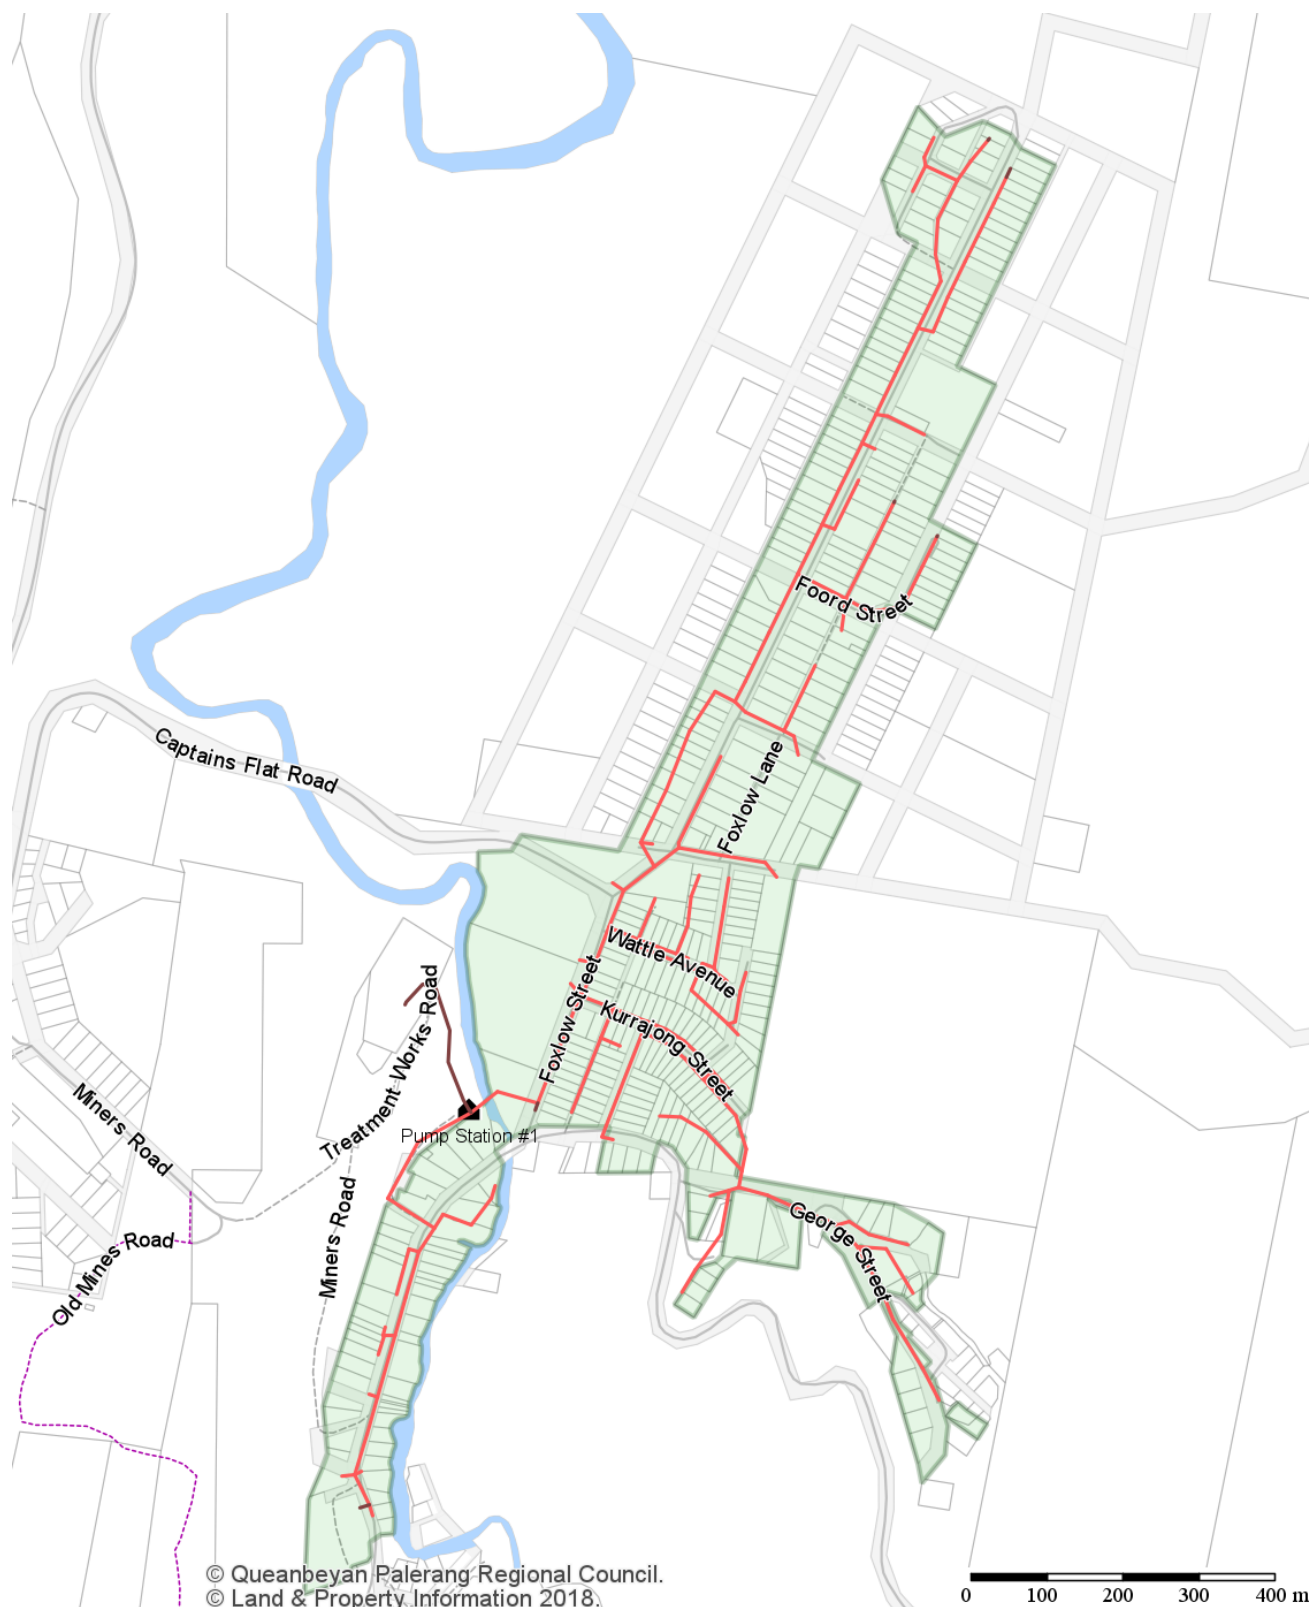 Foord Street
Captains Flat Road
Foxlow Lane
Wattle Avenue
Foxlow Street
Kurrajong Street
Treatment Works Road
Miners Road
Pump Station #1
Miners Road
Old Mines Road
George Street
© Queanbeyan Palerang Regional Council.
© Land & Property Information 2018.
0 100 200 300 400 m